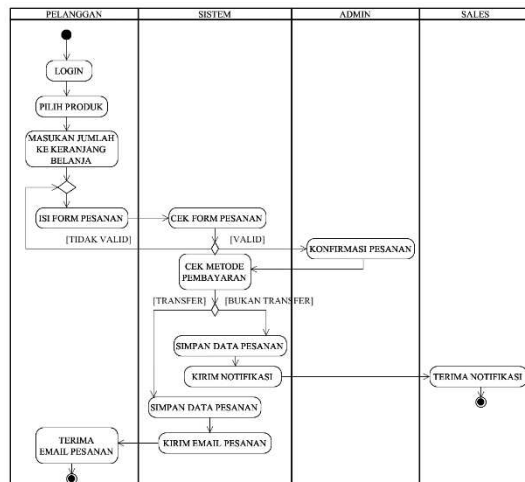 PELANGGAN
SISTEM
ADMIN
SALES
LOGIN
PILIH PRODUK
MASUKAN JUMLAH
KE KERANJANG
BELANJA
ISI FORM PESANAN
CEK FORM PESANAN
[TIDAK VALID]
[VALID]
KONFIRMASI PESANAN
CEK METODE
PEMBAYARAN
[TRANSFER]
[BUKAN TRANSFER]
SIMPAN DATA PESANAN
KIRIM NOTIFIKASI
TERIMA NOTIFIKASI
SIMPAN DATA PESANAN
TERIMA
EMAIL PESANAN
KIRIM EMAIL PESANAN